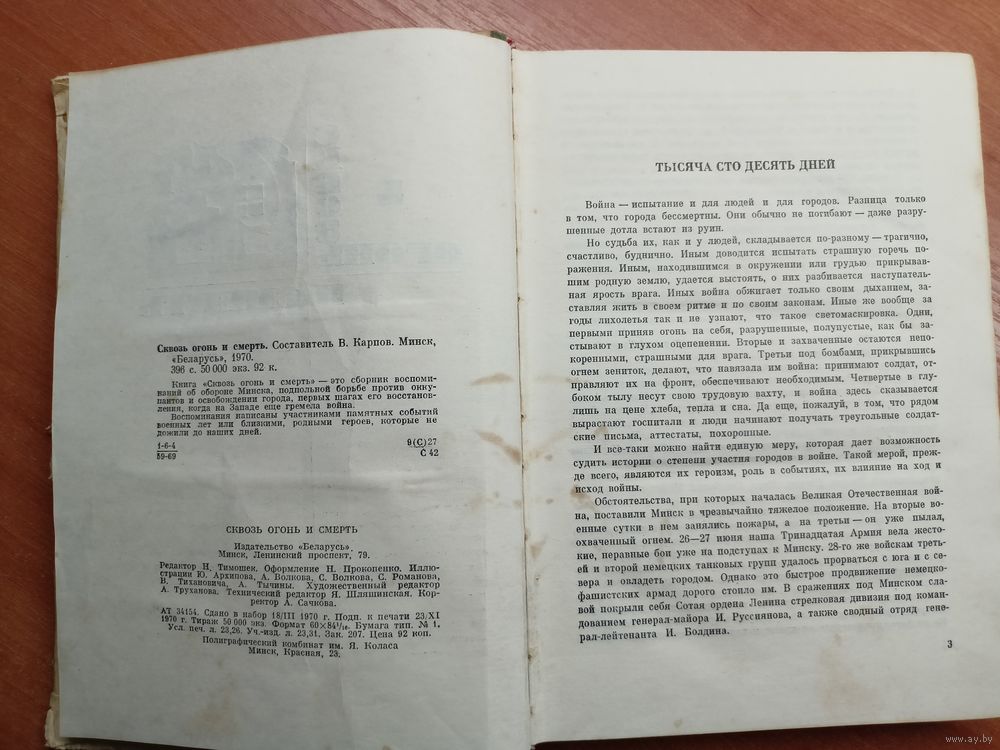 Сквозь огонь и смерть. Составитель В. Карпов. Минск,
«Беларусь», 1970.
396 с. 50 000 экз. 92 к.
Книга «Сквозь огонь и смерть» — это сборник воспоми-
наний об обороне Минска, подпольной борьбе против окку-
пантов и освобождении города, первых шагах его восстанов-
ления, когда на Западе еще гремела война.
Воспоминания написаны участниками памятных событий
военных лет или близкими, родными героев, которые не
дожили до наших дней.
1-6-4
59-69
9(С)27
С 42
СКВОЗЬ ОГОНЬ И СМЕРТЬ
Издательство «Беларусь».
Минск, Ленинский проспект, 79.
Редактор Н. Тимошек. Оформление Н. Прокопенко. Иллю-
страции Ю. Архипова, А. Волкова, С. Волкова, С. Романова,
В. Тихановича, А. Тычины. Художественный редактор
А. Труханова. Технический редактор Я. Шляпинская. Кор-
ректор А. Сачкова.
АТ 34154. Сдано в набор 18/III 1970 г. Подп. к печати 23/XI
1970 г. Тираж 50 000 экз. Формат 60×84¹/₁₆. Бумага тип. № 1.
Усл. печ. л. 23,26. Уч.-изд. л. 23,31. Зак. 207. Цена 92 коп.
Полиграфический комбинат им. Я. Коласа
Минск, Красная, 23.
ТЫСЯЧА СТО ДЕСЯТЬ ДНЕЙ
Война — испытание и для людей и для городов. Разница только
в том, что города бессмертны. Они обычно не погибают — даже разру-
шенные дотла встают из руин.
Но судьба их, как и у людей, складывается по-разному — трагично,
счастливо, буднично. Иным доводится испытать страшную горечь по-
ражения. Иным, находившимся в окружении или грудью прикрывав-
шим родную землю, удается выстоять, о них разбивается наступатель-
ная ярость врага. Иных война обжигает только своим дыханием, за-
ставляя жить в своем ритме и по своим законам. Иные же вообще за
годы лихолетья так и не узнают, что такое светомаскировка. Одни,
первыми приняв огонь на себя, разрушенные, полупустые, как бы за-
стывают в глухом оцепенении. Вторые и захваченные остаются непо-
коренными, страшными для врага. Третьи под бомбами, прикрывшись
огнем зениток, делают, что навязала им война: принимают солдат, от-
правляют их на фронт, обеспечивают необходимым. Четвертые в глу-
боком тылу несут свою трудовую вахту, и война здесь сказывается
лишь на цене хлеба, тепла и сна. Да еще, пожалуй, в том, что рядом
вырастают госпитали и люди начинают получать треугольные солдат-
ские письма, аттестаты, похоронные.
И все-таки можно найти единую меру, которая дает возможность
судить истории о степени участия городов в войне. Такой мерой, преж-
де всего, являются их героизм, роль в событиях, их влияние на ход и
исход войны.
Обстоятельства, при которых началась Великая Отечественная вой-
на, поставили Минск в чрезвычайно тяжелое положение. На вторые во-
енные сутки в нем занялись пожары, а на третьи — он уже пылал,
охваченный огнем. 26—27 июня наша Тринадцатая Армия вела жесто-
кие, неравные бои уже на подступах к Минску. 28-го же войскам треть-
ей и второй немецких танковых групп удалось прорваться с юга и с се-
вера и овладеть городом. Однако это быстрое продвижение немецко-
фашистских армад дорого стоило им. В сражениях под Минском сла-
вой покрыли себя Сотая ордена Ленина стрелковая дивизия под коман-
дованием генерал-майора И. Руссиянова, а также сводный отряд гене-
рал-лейтенанта И. Болдина.
3
www.ay.by